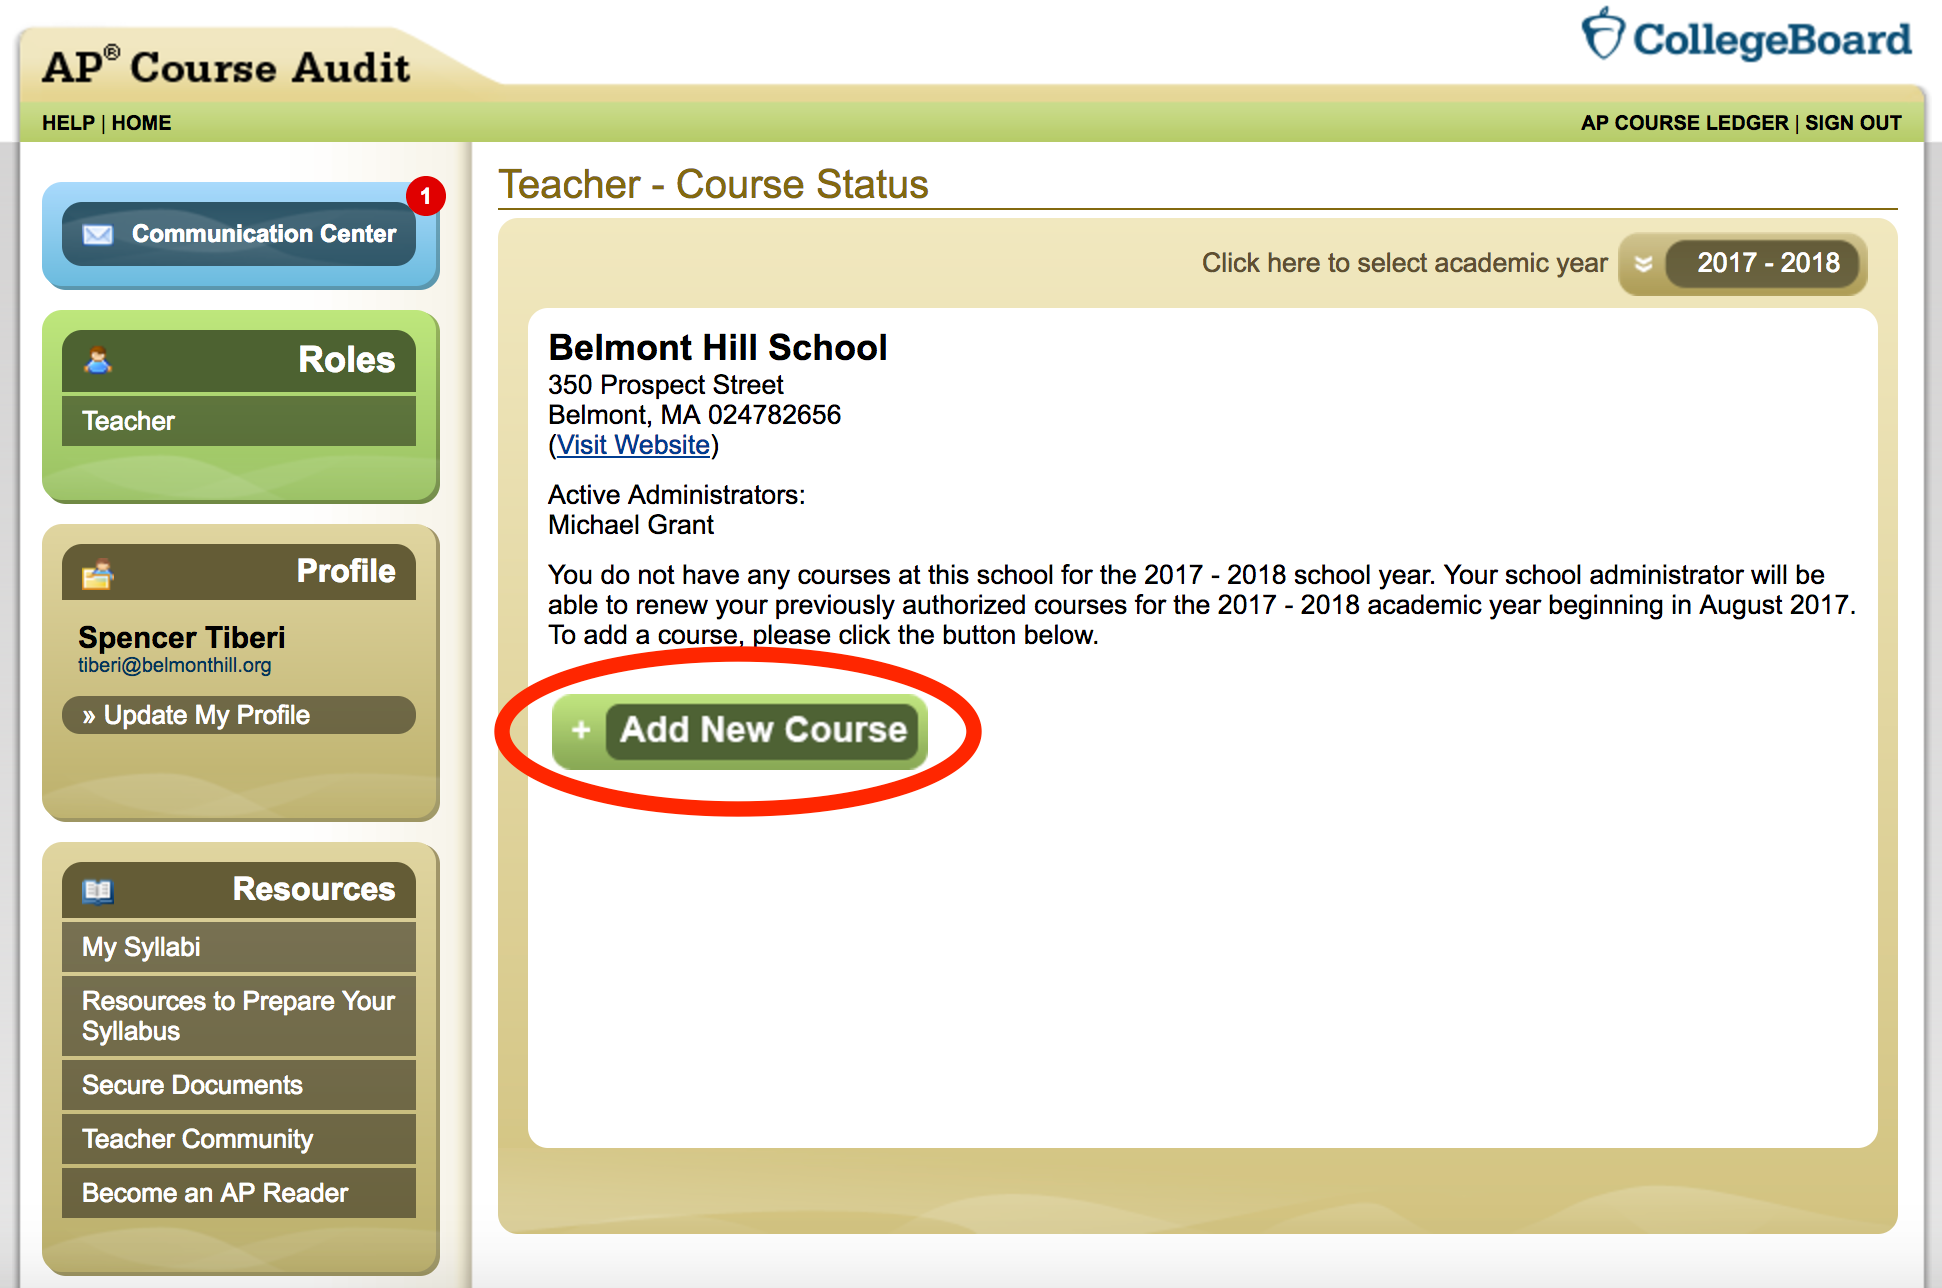 AP® Course Audit
CollegeBoard
HELP | HOME
AP COURSE LEDGER | SIGN OUT
1
Communication Center
Roles
Teacher
Profile
Spencer Tiberi
tiberi@belmonthill.org
» Update My Profile
Resources
My Syllabi
Resources to Prepare Your
Syllabus
Secure Documents
Teacher Community
Become an AP Reader
Teacher - Course Status
Click here to select academic year 2017 - 2018
Belmont Hill School
350 Prospect Street
Belmont, MA 024782656
(Visit Website)
Active Administrators:
Michael Grant
You do not have any courses at this school for the 2017 - 2018 school year. Your school administrator will be
able to renew your previously authorized courses for the 2017 - 2018 academic year beginning in August 2017.
To add a course, please click the button below.
+ Add New Course